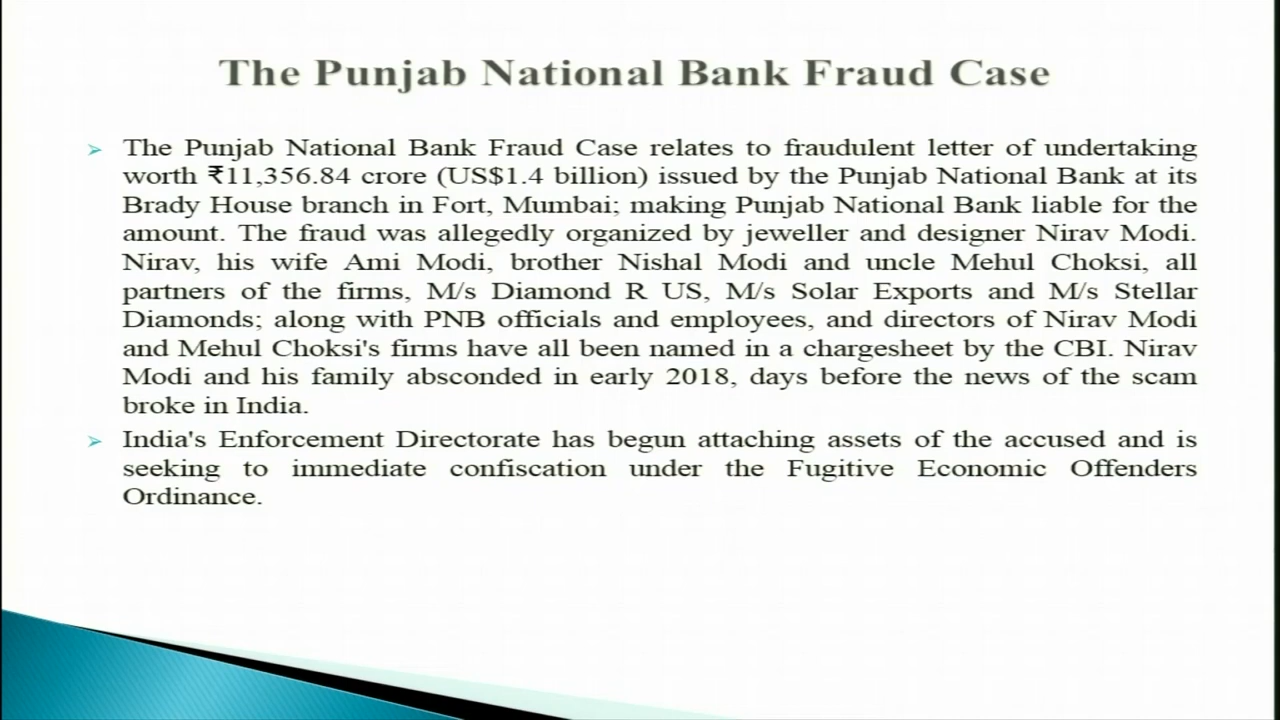 The Punjab National Bank Fraud Case
The Punjab National Bank Fraud Case relates to fraudulent letter of undertaking
worth ₹11,356.84 crore (US$1.4 billion) issued by the Punjab National Bank at its
Brady House branch in Fort, Mumbai; making Punjab National Bank liable for the
amount. The fraud was allegedly organized by jeweller and designer Nirav Modi.
Nirav, his wife Ami Modi, brother Nishal Modi and uncle Mehul Choksi, all
partners of the firms, M/s Diamond R US, M/s Solar Exports and M/s Stellar
Diamonds; along with PNB officials and employees, and directors of Nirav Modi
and Mehul Choksi's firms have all been named in a chargesheet by the CBI. Nirav
Modi and his family absconded in early 2018, days before the news of the scam
broke in India.
India's Enforcement Directorate has begun attaching assets of the accused and is
seeking to immediate confiscation under the Fugitive Economic Offenders
Ordinance.